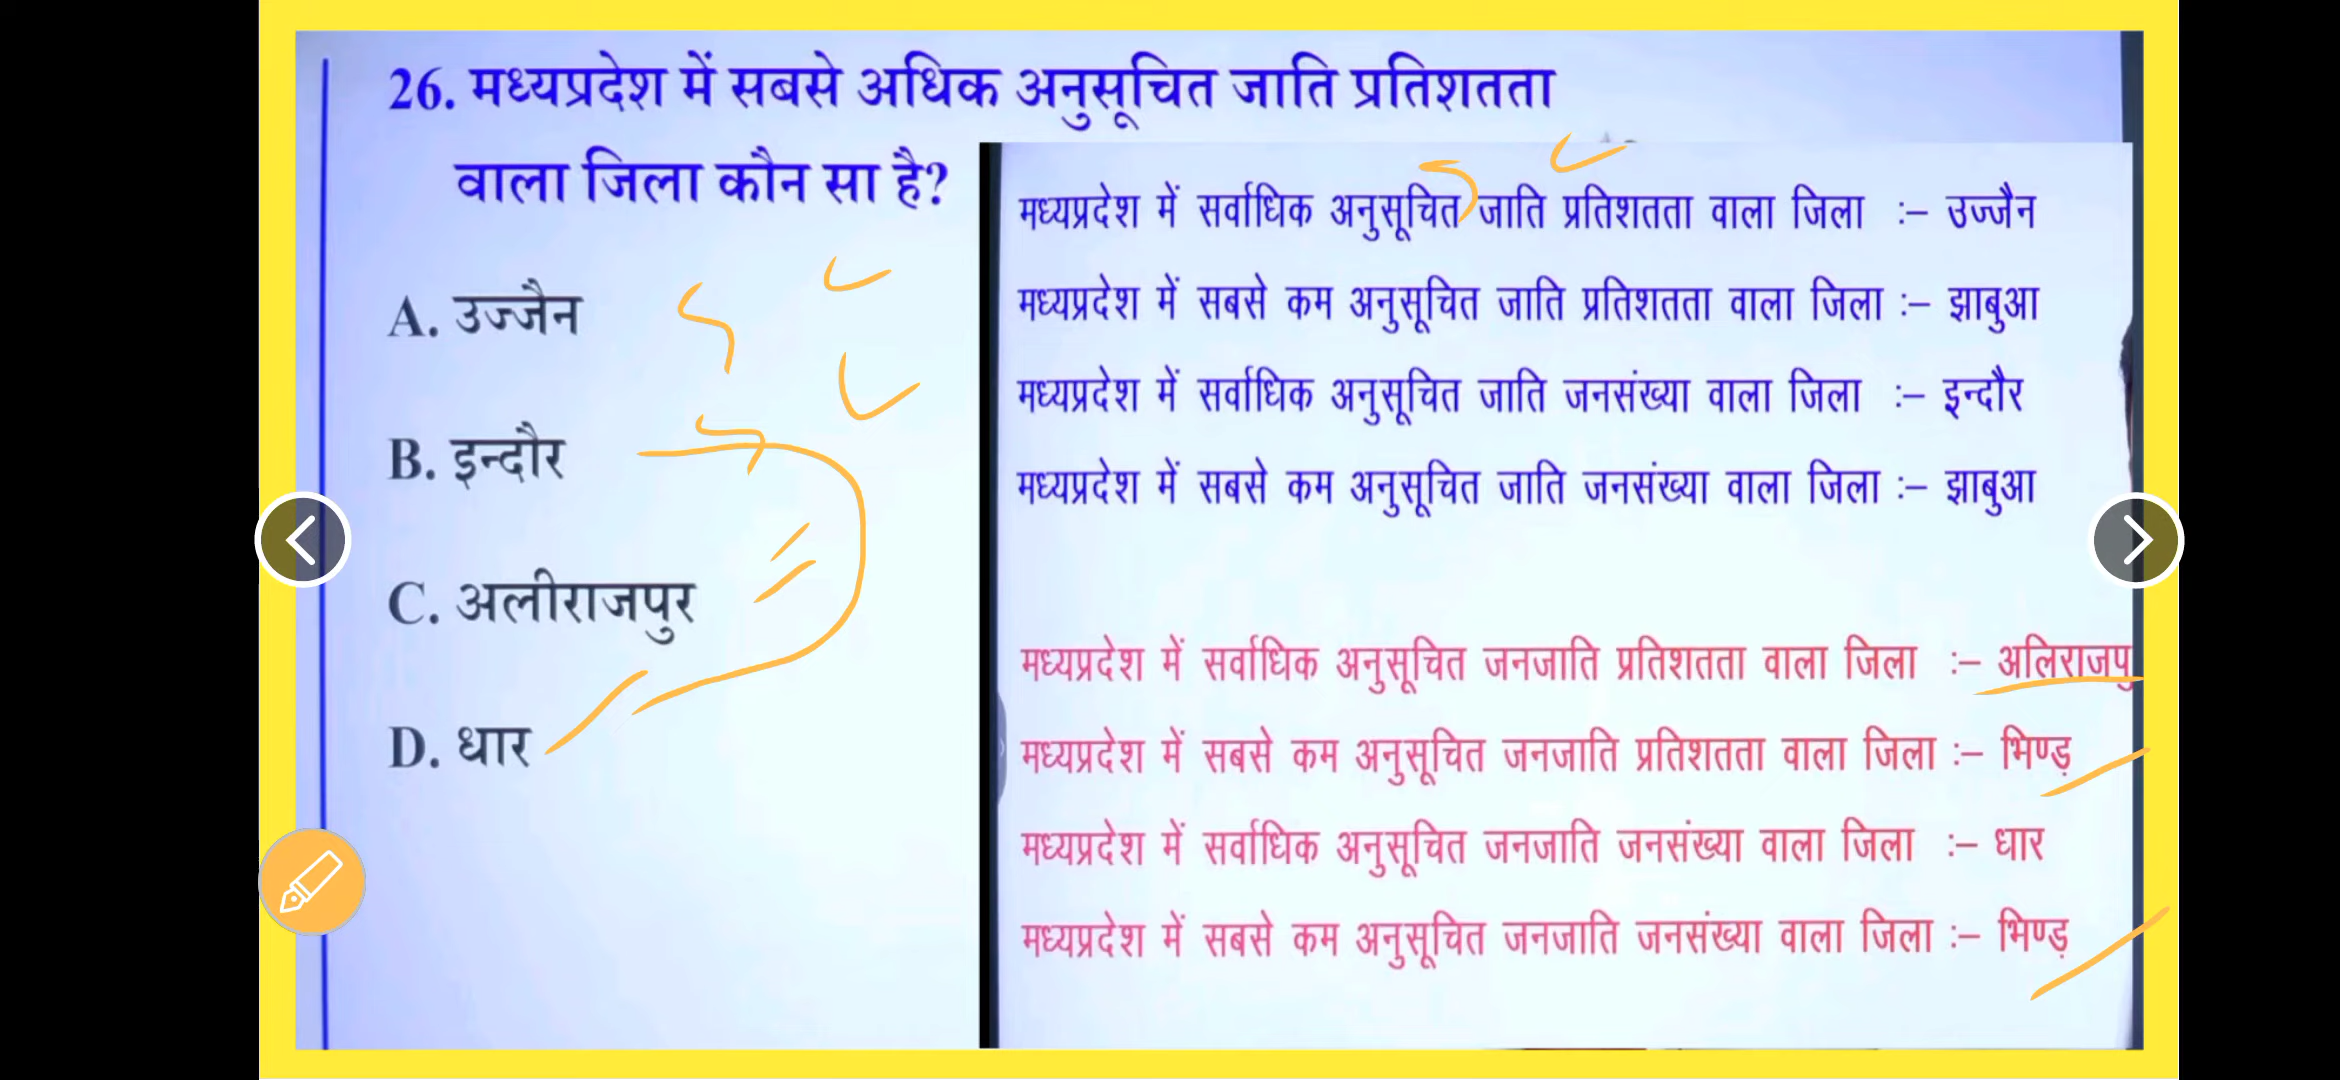 26. मध्यप्रदेश में सबसे अधिक अनुसूचित जाति प्रतिशतता
वाला जिला कौन सा है?
A. उज्जैन
B. इन्दौर
C. अलीराजपुर
D. धार
मध्यप्रदेश में सर्वाधिक अनुसूचित जाति प्रतिशतता वाला जिला :– उज्जैन
मध्यप्रदेश में सबसे कम अनुसूचित जाति प्रतिशतता वाला जिला :– झाबुआ
मध्यप्रदेश में सर्वाधिक अनुसूचित जाति जनसंख्या वाला जिला :– इन्दौर
मध्यप्रदेश में सबसे कम अनुसूचित जाति जनसंख्या वाला जिला :– झाबुआ
मध्यप्रदेश में सर्वाधिक अनुसूचित जनजाति प्रतिशतता वाला जिला :– अलिराजपु
मध्यप्रदेश में सबसे कम अनुसूचित जनजाति प्रतिशतता वाला जिला :– भिण्ड़
मध्यप्रदेश में सर्वाधिक अनुसूचित जनजाति जनसंख्या वाला जिला :– धार
मध्यप्रदेश में सबसे कम अनुसूचित जनजाति जनसंख्या वाला जिला :– भिण्ड़